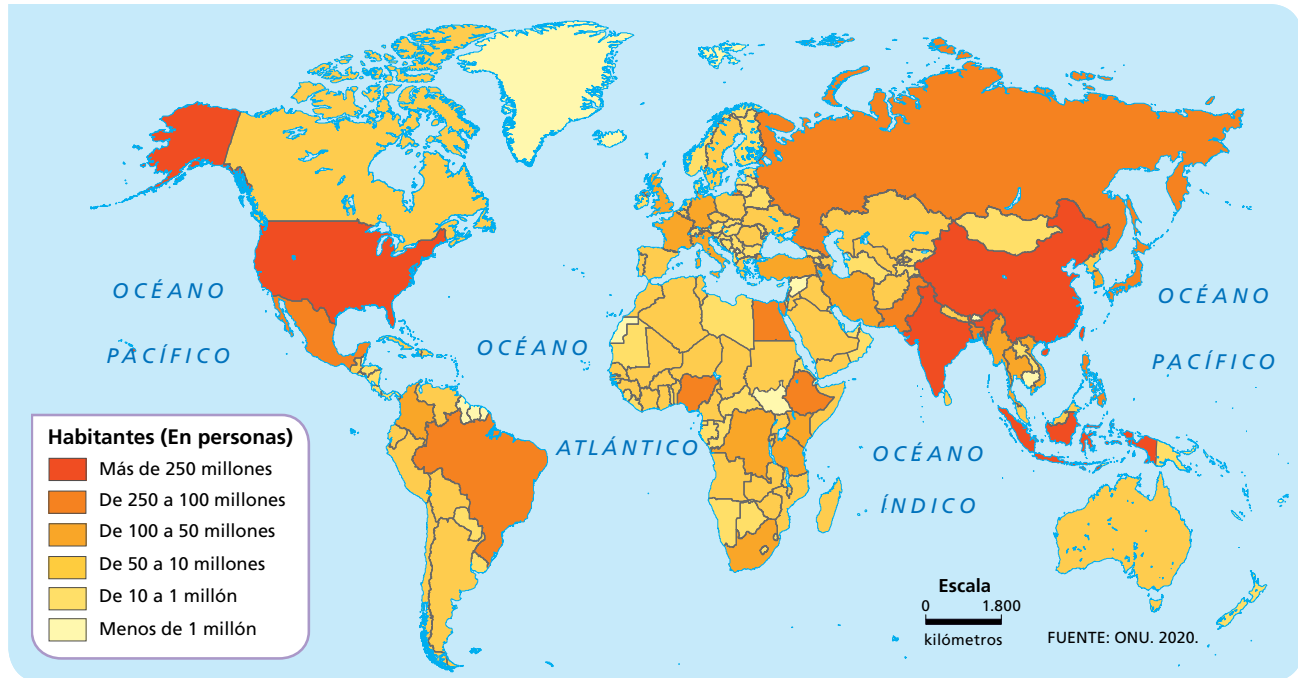 OCÉANO
PACÍFICO
OCÉANO
ATLÁNTICO
OCÉANO
ÍNDICO
OCÉANO
PACÍFICO
Habitantes (En personas)
Más de 250 millones
De 250 a 100 millones
De 100 a 50 millones
De 50 a 10 millones
De 10 a 1 millón
Menos de 1 millón
Escala
0 1.800
kilómetros
FUENTE: ONU. 2020.